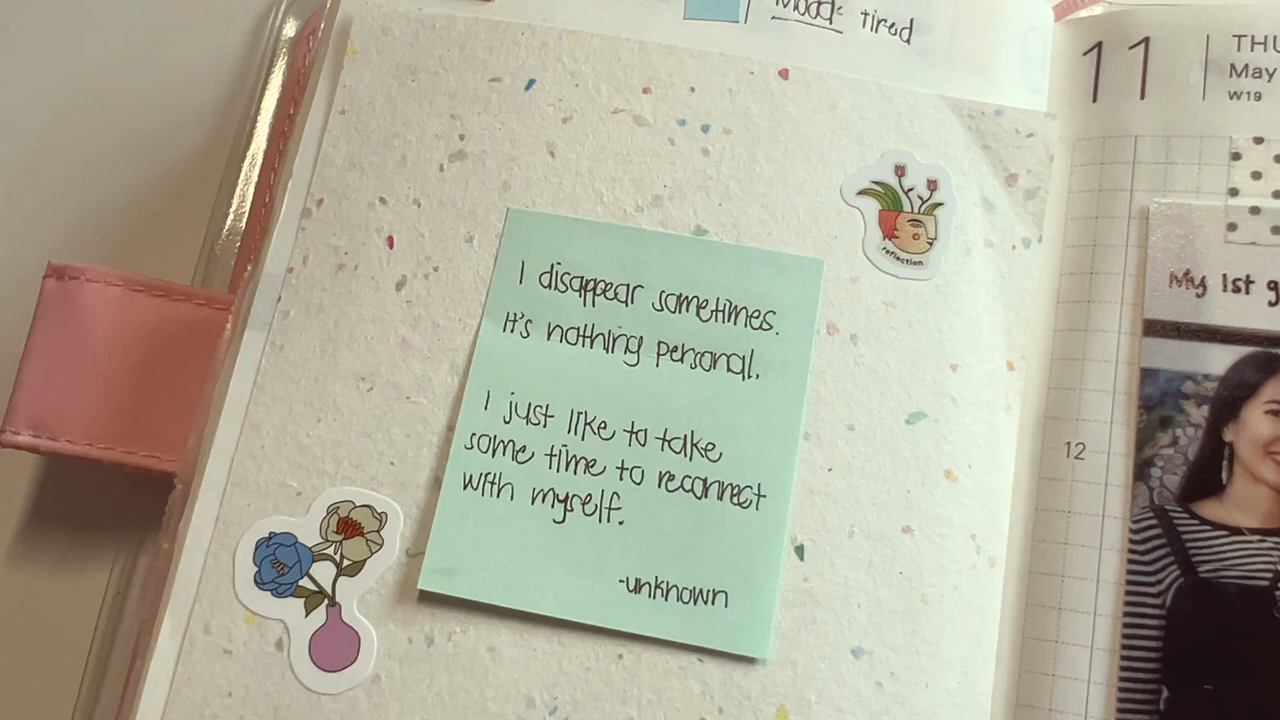 Mood: tired
11
THU
May
W19
reflection
I disappear sometimes.
It's nothing personal.
I just like to take
some time to reconnect
with myself.
-unknown
My 1st g
12